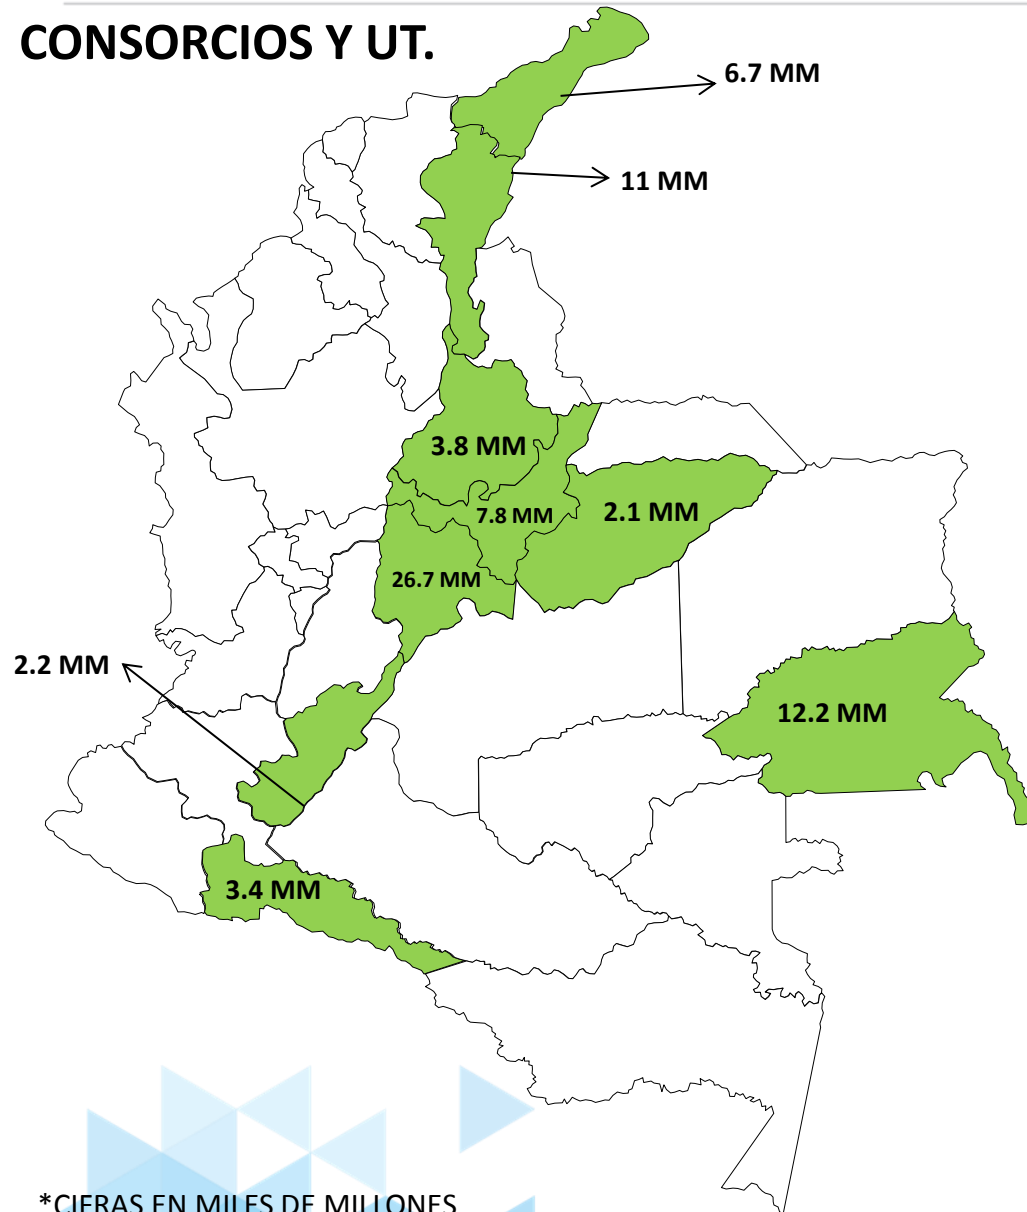 CONSORCIOS Y UT.
6.7 MM
11 MM
3.8 MM
7.8 MM
2.1 MM
26.7 MM
2.2 MM
12.2 MM
3.4 MM
*CIFRAS EN MILES DE MILLONES